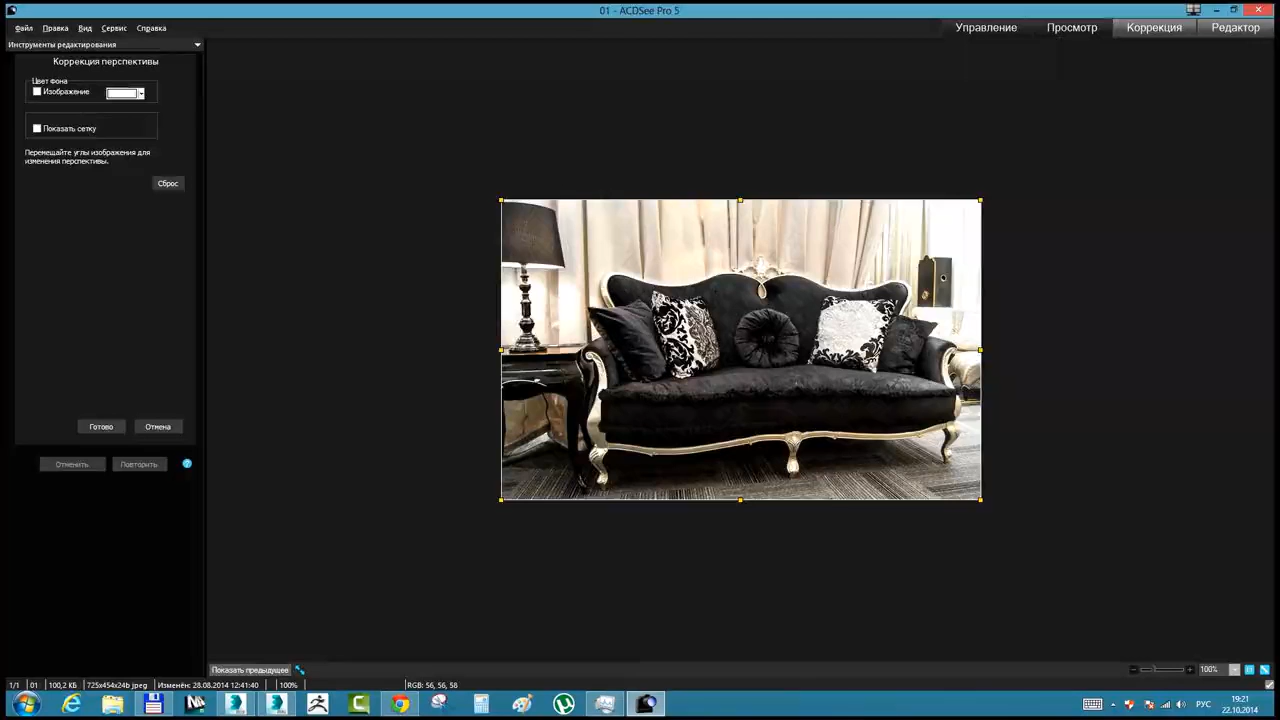 01 - ACDSee Pro 5
Файл Правка Вид Сервис Справка
Управление Просмотр Коррекция Редактор
Инструменты редактирования
Коррекция перспективы
Цвет фона
Изображение
Показать сетку
Перемещайте углы изображения для
изменения перспективы.
Сброс
Готово Отмена
Отменить Повторить ?
Показать предыдущее
100%
1/1 01 100,2 КБ 725x454x24b jpeg Изменён: 28.08.2014 12:41:40 100% RGB: 56, 56, 58
РУС
19:21
22.10.2014